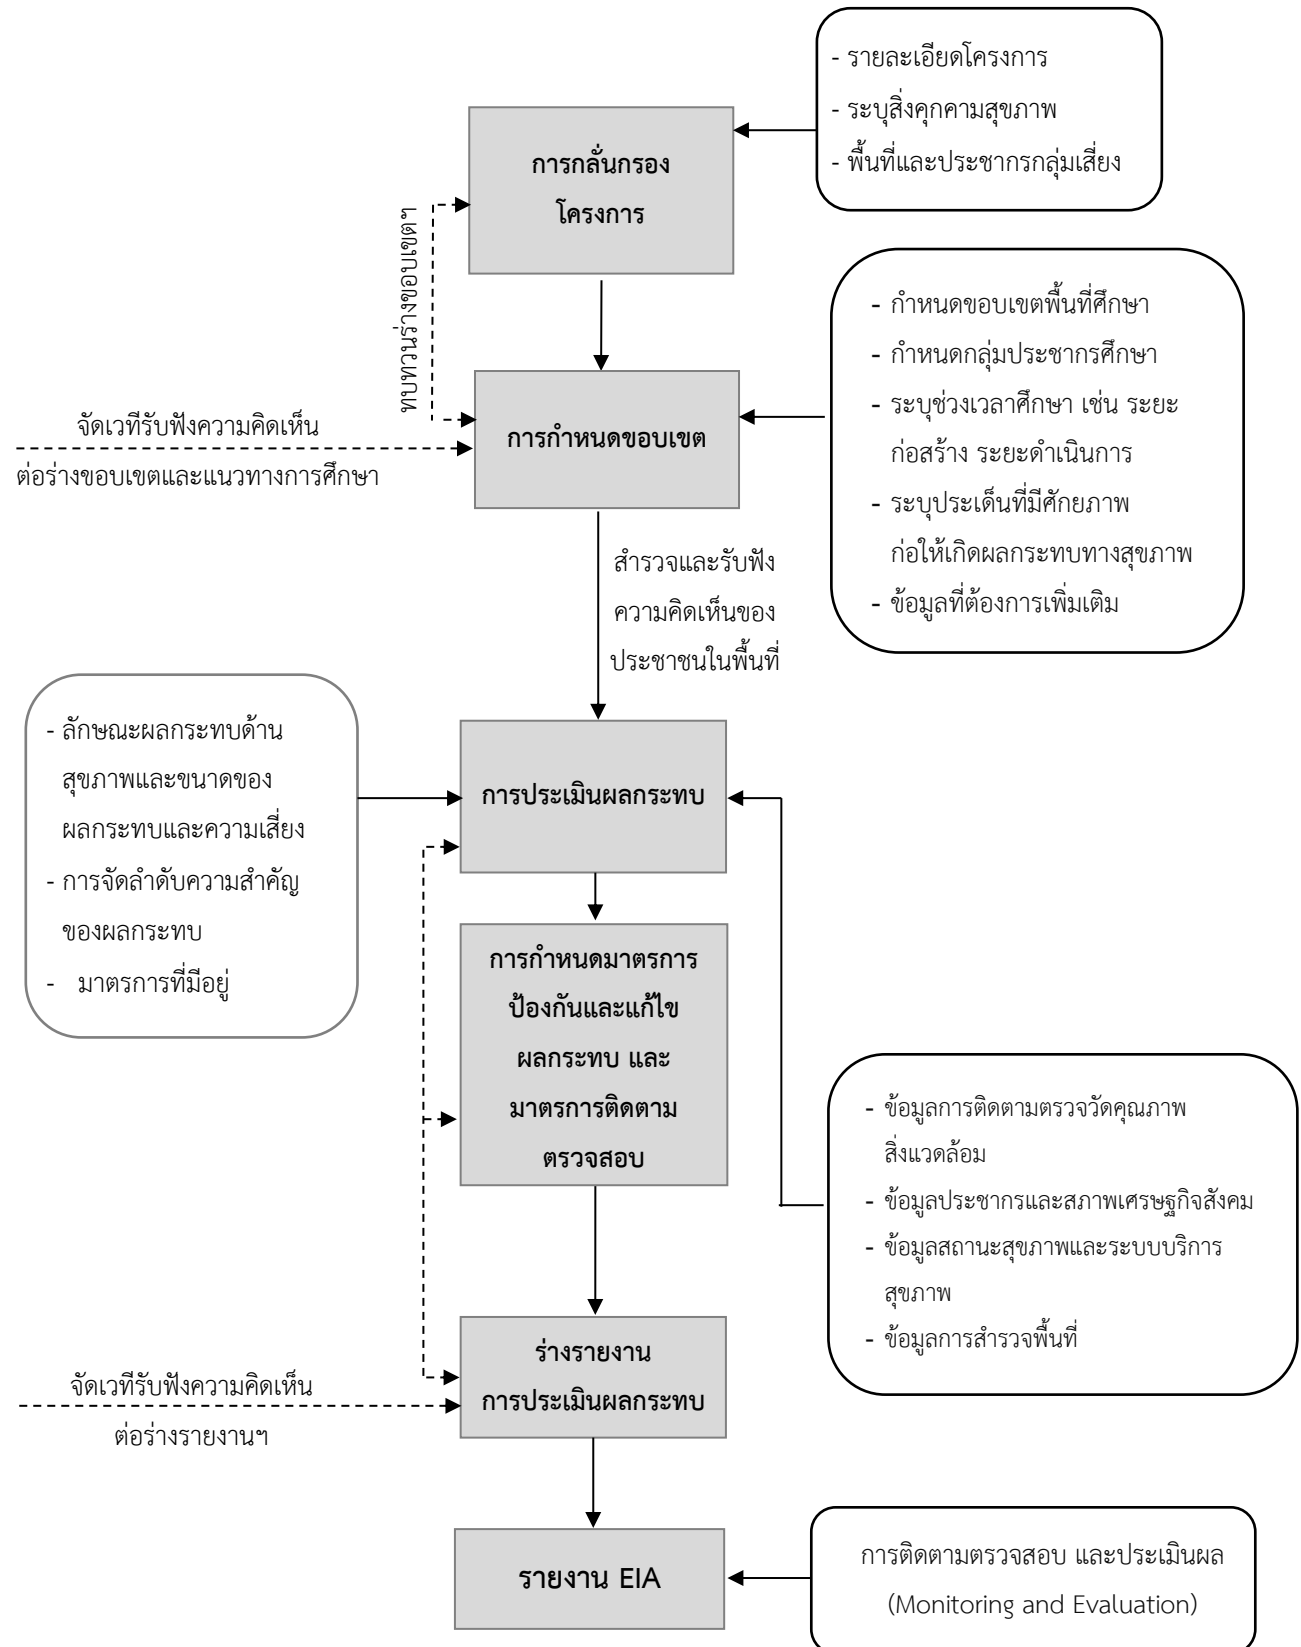 - รายละเอียดโครงการ
- ระบุสิ่งคุกคามสุขภาพ
- พื้นที่และประชากรกลุ่มเสี่ยง
การกลั่นกรอง
โครงการ
ทบทวนร่างขอบเขตฯ
- กำหนดขอบเขตพื้นที่ศึกษา
- กำหนดกลุ่มประชากรศึกษา
- ระบุช่วงเวลาศึกษา เช่น ระยะ
ก่อสร้าง ระยะดำเนินการ
- ระบุประเด็นที่มีศักยภาพ
ก่อให้เกิดผลกระทบทางสุขภาพ
- ข้อมูลที่ต้องการเพิ่มเติม
จัดเวทีรับฟังความคิดเห็น
ต่อร่างขอบเขตและแนวทางการศึกษา
การกำหนดขอบเขต
สำรวจและรับฟัง
ความคิดเห็นของ
ประชาชนในพื้นที่
- ลักษณะผลกระทบด้าน
สุขภาพและขนาดของ
ผลกระทบและความเสี่ยง
- การจัดลำดับความสำคัญ
ของผลกระทบ
- มาตรการที่มีอยู่
การประเมินผลกระทบ
การกำหนดมาตรการ
ป้องกันและแก้ไข
ผลกระทบ และ
มาตรการติดตาม
ตรวจสอบ
- ข้อมูลการติดตามตรวจวัดคุณภาพ
สิ่งแวดล้อม
- ข้อมูลประชากรและสภาพเศรษฐกิจสังคม
- ข้อมูลสถานะสุขภาพและระบบบริการ
สุขภาพ
- ข้อมูลการสำรวจพื้นที่
จัดเวทีรับฟังความคิดเห็น
ต่อร่างรายงานฯ
ร่างรายงาน
การประเมินผลกระทบ
รายงาน EIA
การติดตามตรวจสอบ และประเมินผล
(Monitoring and Evaluation)